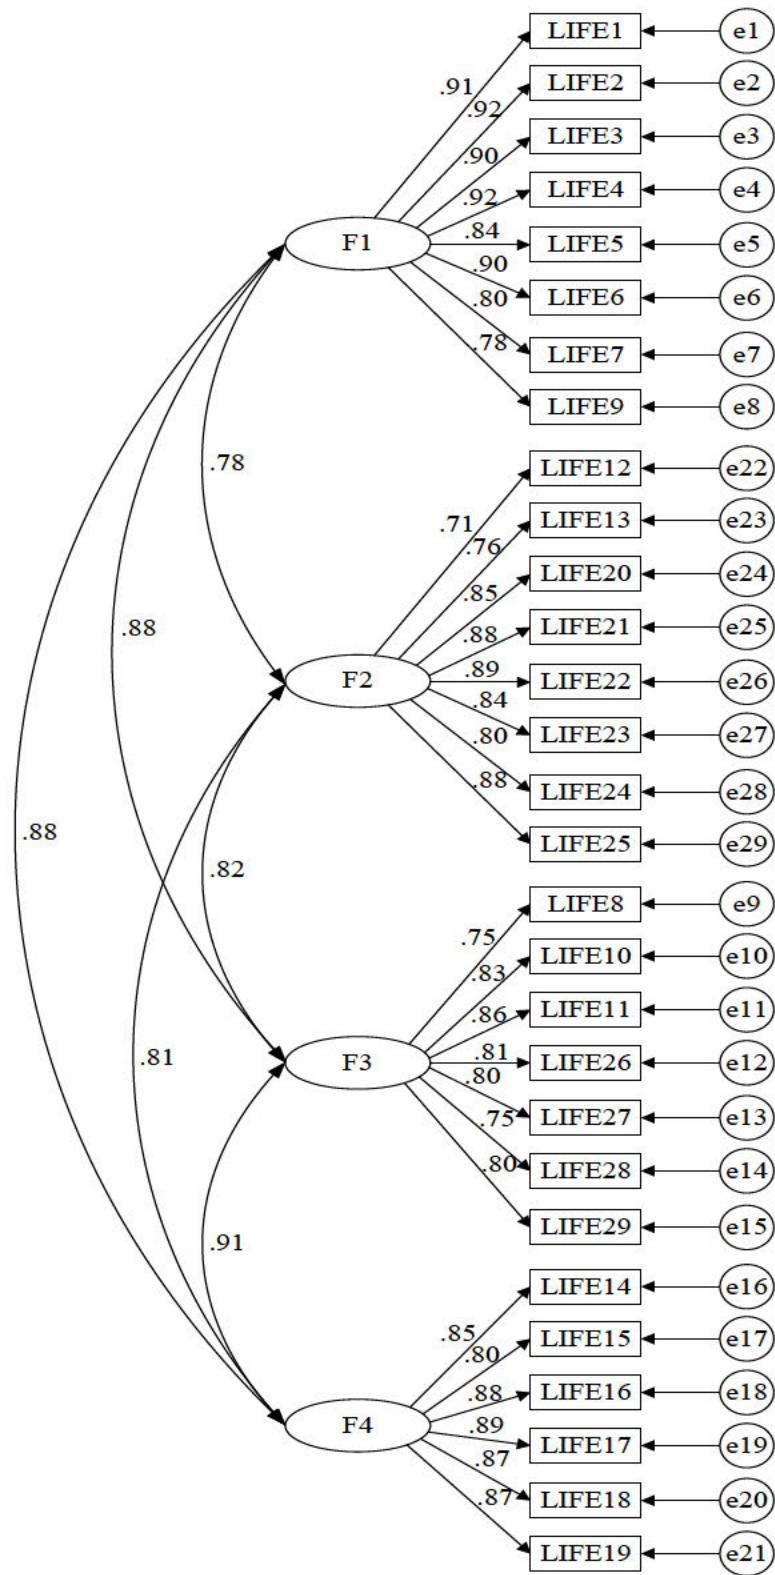 LIFE1 e1
.91
LIFE2 e2
.92
LIFE3 e3
.90
LIFE4 e4
.92
F1
.84
LIFE5 e5
.90
LIFE6 e6
.80
.78
LIFE7 e7
LIFE9 e8
.78
LIFE12 e22
.71
LIFE13 e23
.76
LIFE20 e24
.85
.88
LIFE21 e25
.88
F2
.89
LIFE22 e26
.84
LIFE23 e27
.80
.88
LIFE24 e28
.88
LIFE25 e29
.82
LIFE8 e9
.75
LIFE10 e10
.83
LIFE11 e11
.86
.81
F3
.81
LIFE26 e12
.80
LIFE27 e13
.75
LIFE28 e14
.80
LIFE29 e15
.91
LIFE14 e16
.85
LIFE15 e17
.80
LIFE16 e18
.88
F4
.89
LIFE17 e19
.87
LIFE18 e20
.87
LIFE19 e21